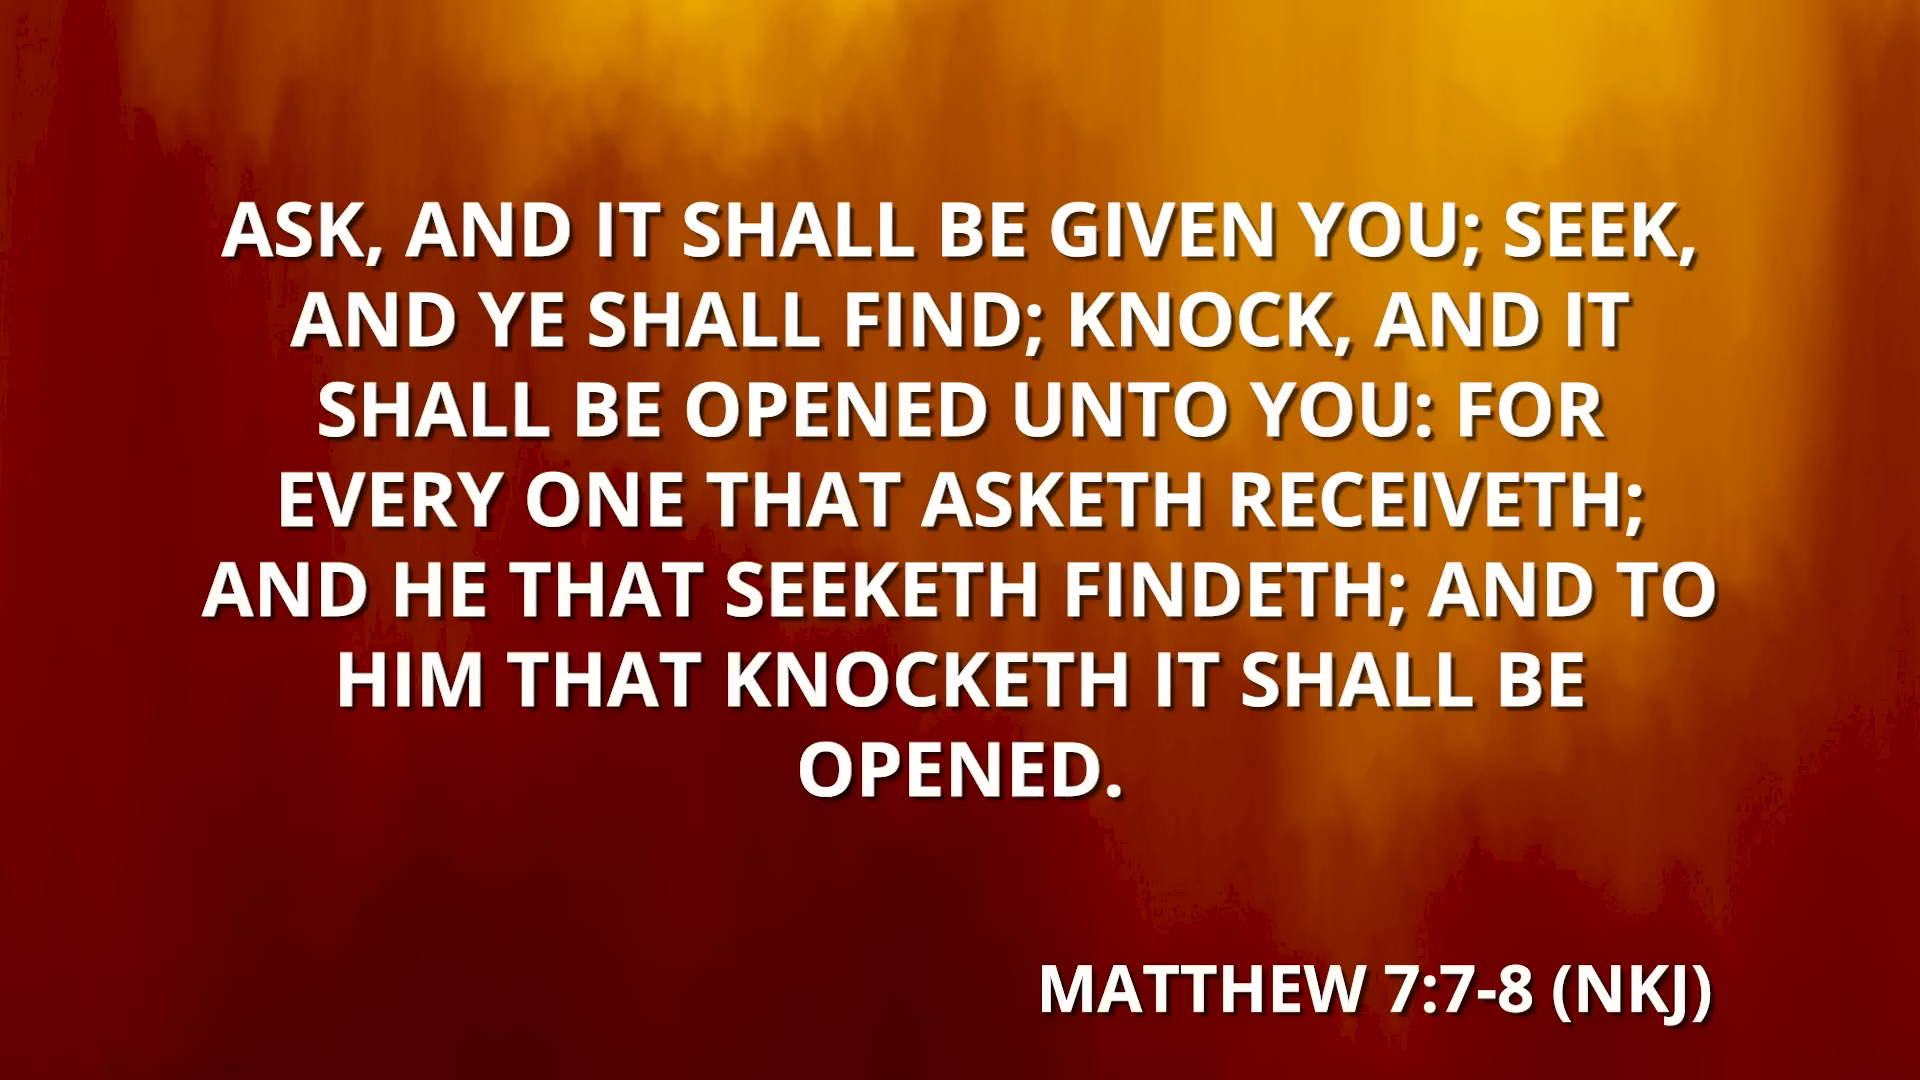 ASK, AND IT SHALL BE GIVEN YOU; SEEK,
AND YE SHALL FIND; KNOCK, AND IT
SHALL BE OPENED UNTO YOU: FOR
EVERY ONE THAT ASKETH RECEIVETH;
AND HE THAT SEEKETH FINDETH; AND TO
HIM THAT KNOCKETH IT SHALL BE
OPENED.
MATTHEW 7:7-8 (NKJ)